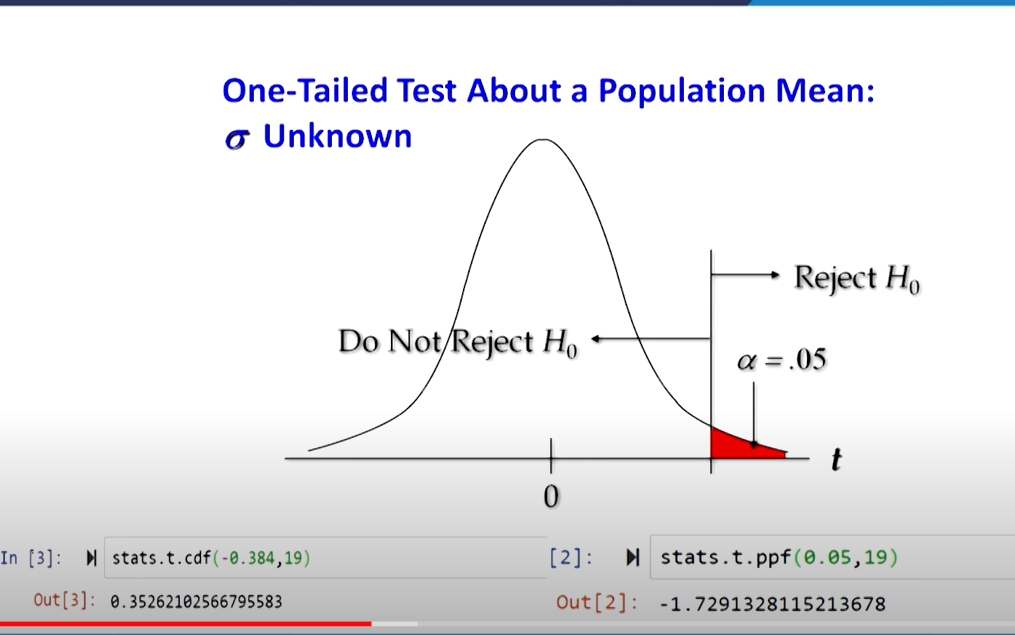 One-Tailed Test About a Population Mean:
σ Unknown
Reject H₀
Do Not Reject H₀
α = .05
t
0
In [3]: stats.t.cdf(-0.384,19)
Out[3]: 0.35262102566795583
[2]: stats.t.ppf(0.05,19)
Out[2]: -1.7291328115213678